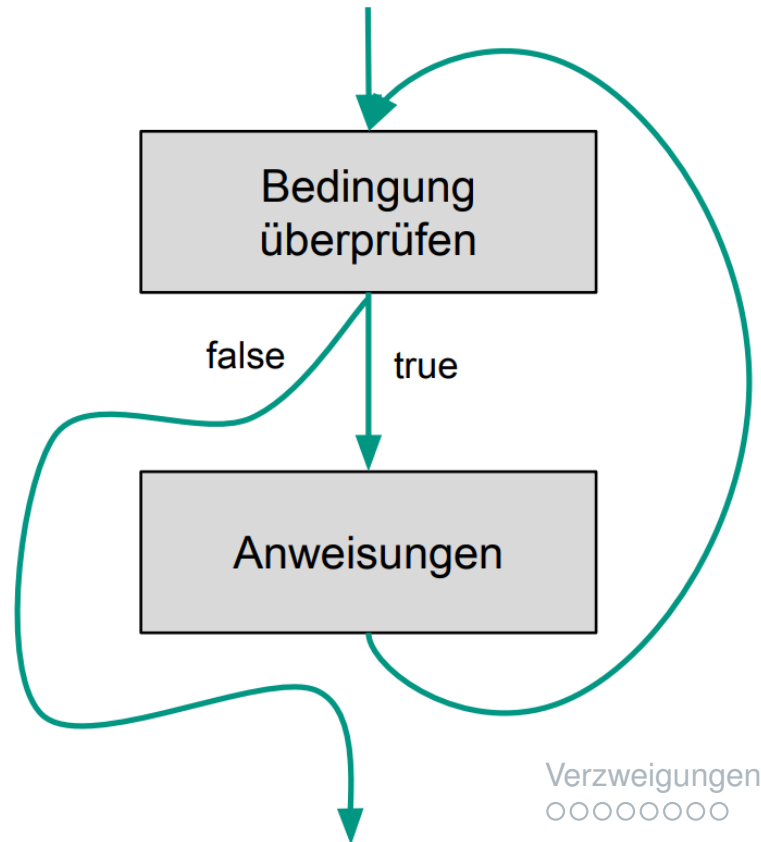 Bedingung
überprüfen
false
true
Anweisungen
Verzweigungen